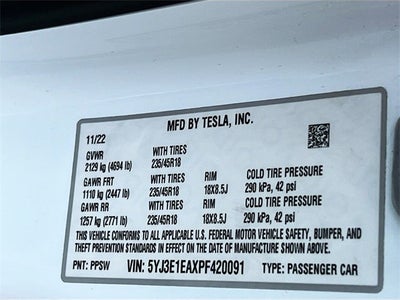 MFD BY TESLA, INC.
11/22
GVWR WITH TIRES
2129 kg (4694 lb) 235/45R18
GAWR FRT WITH TIRES RIM COLD TIRE PRESSURE
1110 kg (2447 lb) 235/45R18 18X8.5J 290 kPa, 42 psi
GAWR RR WITH TIRES RIM COLD TIRE PRESSURE
1257 kg (2771 lb) 235/45R18 18X8.5J 290 kPa, 42 psi
THIS VEHICLE CONFORMS TO ALL APPLICABLE U.S. FEDERAL MOTOR VEHICLE SAFETY, BUMPER, AND
THEFT PREVENTION STANDARDS IN EFFECT ON THE DATE OF MANUFACTURE SHOWN ABOVE.
PNT: PPSW VIN: 5YJ3E1EAXPF420091 TYPE: PASSENGER CAR